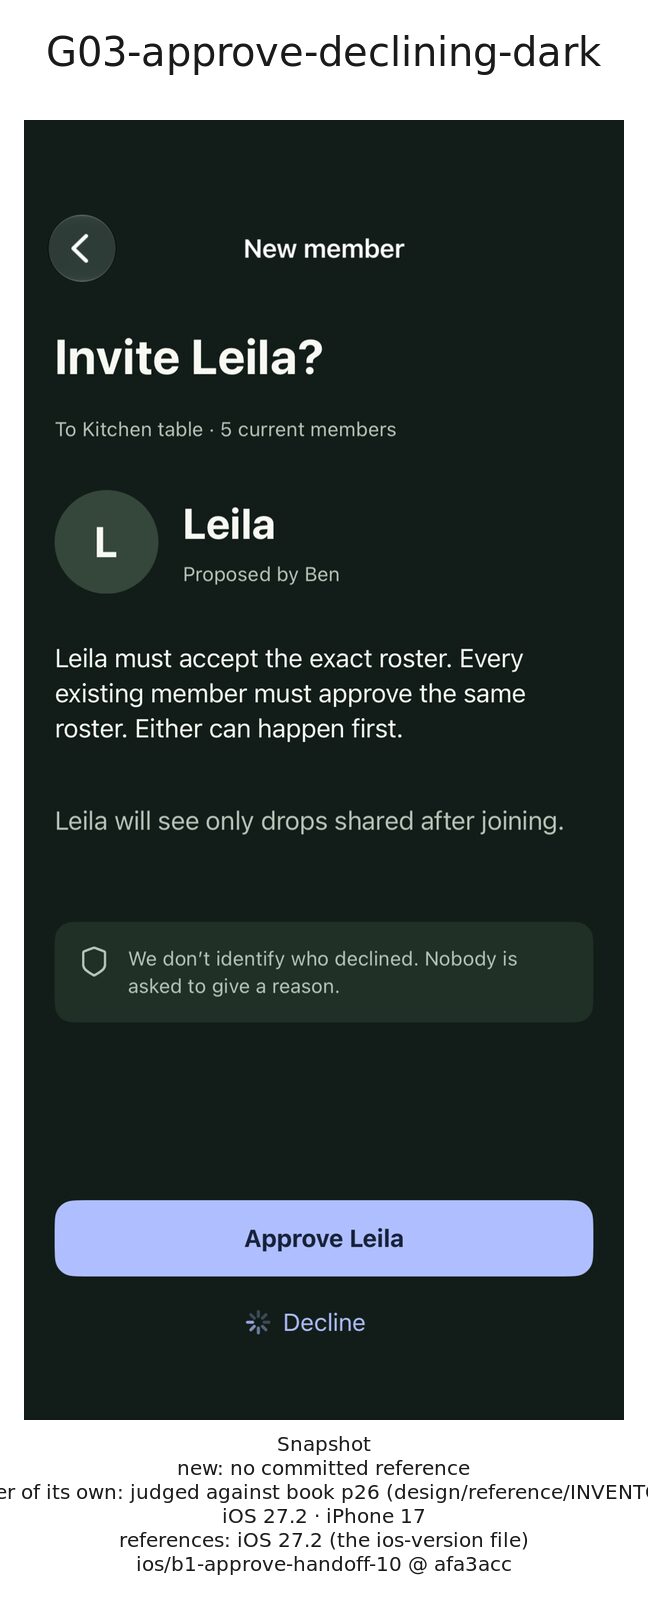 G03-approve-declining-dark
New member
Invite Leila?
To Kitchen table · 5 current members
L
Leila
Proposed by Ben
Leila must accept the exact roster. Every
existing member must approve the same
roster. Either can happen first.
Leila will see only drops shared after joining.
We don’t identify who declined. Nobody is
asked to give a reason.
Approve Leila
Decline
Snapshot
new: no committed reference
of its own: judged against book p26
iOS 27.2 · iPhone 17
references: iOS 27.2 (the ios-version file)
ios/b1-approve-handoff-10 @ afa3acc